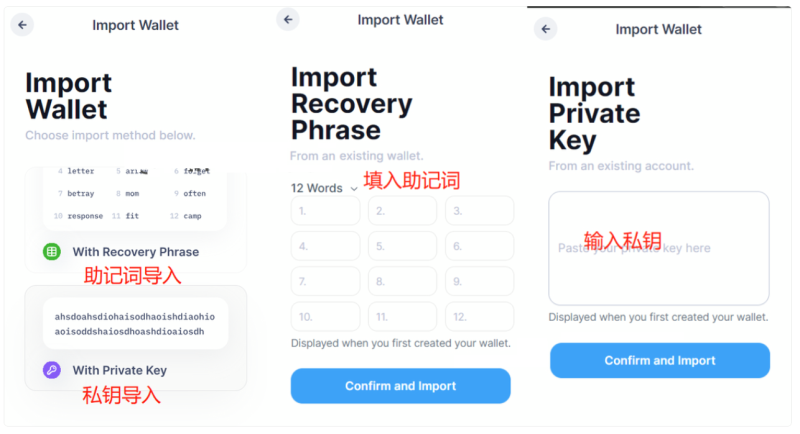 Import Wallet
Import
Wallet
Choose import method below.
4 letter 5 6
7 betray 8 mom 9 often
10 response 11 fit 12 camp
With Recovery Phrase
助记词导入
ahsdoahsdiohaisodhaoishdiaohio
aoisoddshaiosdhoashdioaiosdh
With Private Key
私钥导入
Import Wallet
Import
Recovery
Phrase
From an existing wallet.
12 Words 填入助记词
1. 2. 3.
4. 5. 6.
7. 8. 9.
10. 11. 12.
Displayed when you first created your wallet.
Confirm and Import
Import Wallet
Import
Private
Key
From an existing account.
输入私钥
Paste your private key here
Displayed when you first created your wallet.
Confirm and Import